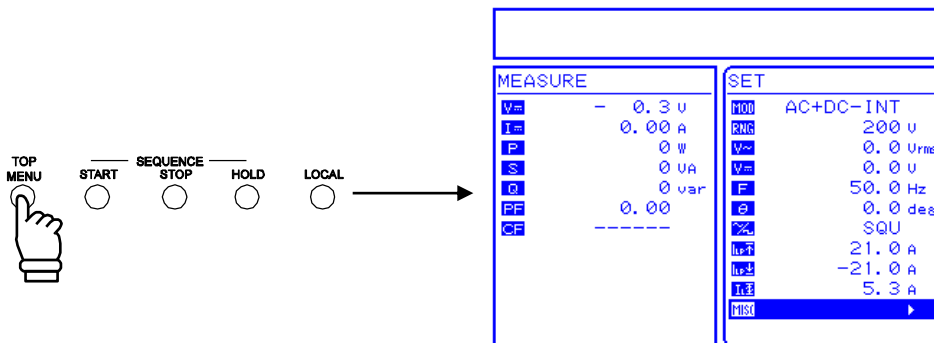 TOP
MENU
SEQUENCE
START
STOP
HOLD
LOCAL
MEASURE
V⎓ - 0.3 V
I⎓ 0.00 A
P 0 W
S 0 VA
Q 0 var
PF 0.00
CF ------
SET
MOD AC+DC-INT
RNG 200 V
V~ 0.0 Vrms
V⎓ 0.0 V
F 50.0 Hz
θ 0.0 deg
SQU
21.0 A
-21.0 A
5.3 A
MISC